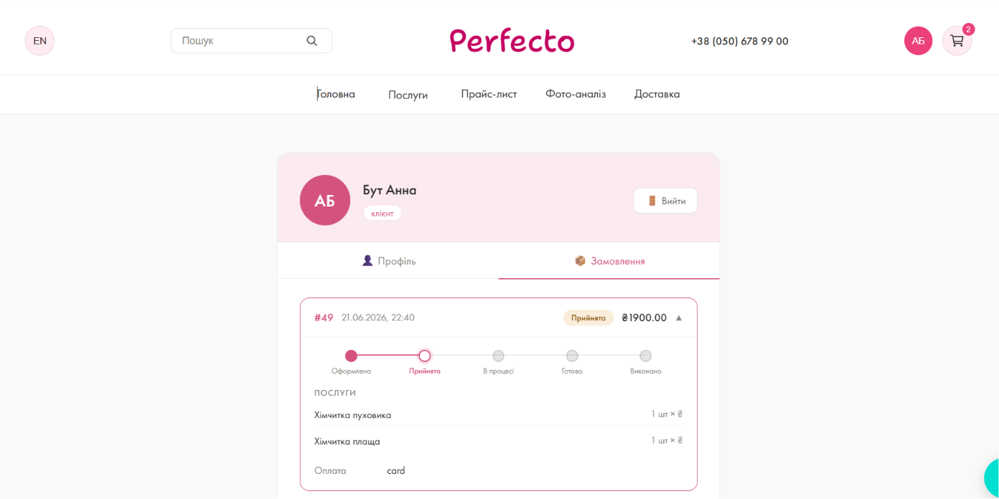 EN
Пошук
Perfecto
+38 (050) 678 99 00
АБ
2
Головна Послуги Прайс-лист Фото-аналіз Доставка
АБ
Бут Анна
клієнт
Вийти
Профіль
Замовлення
#49 21.06.2026, 22:40 Прийнято ₴1900.00 ▲
Оформлено Прийнято В процесі Готово Виконано
ПОСЛУГИ
Хімчитка пуховика 1 шт × ₴
Хімчитка плаща 1 шт × ₴
Оплата card